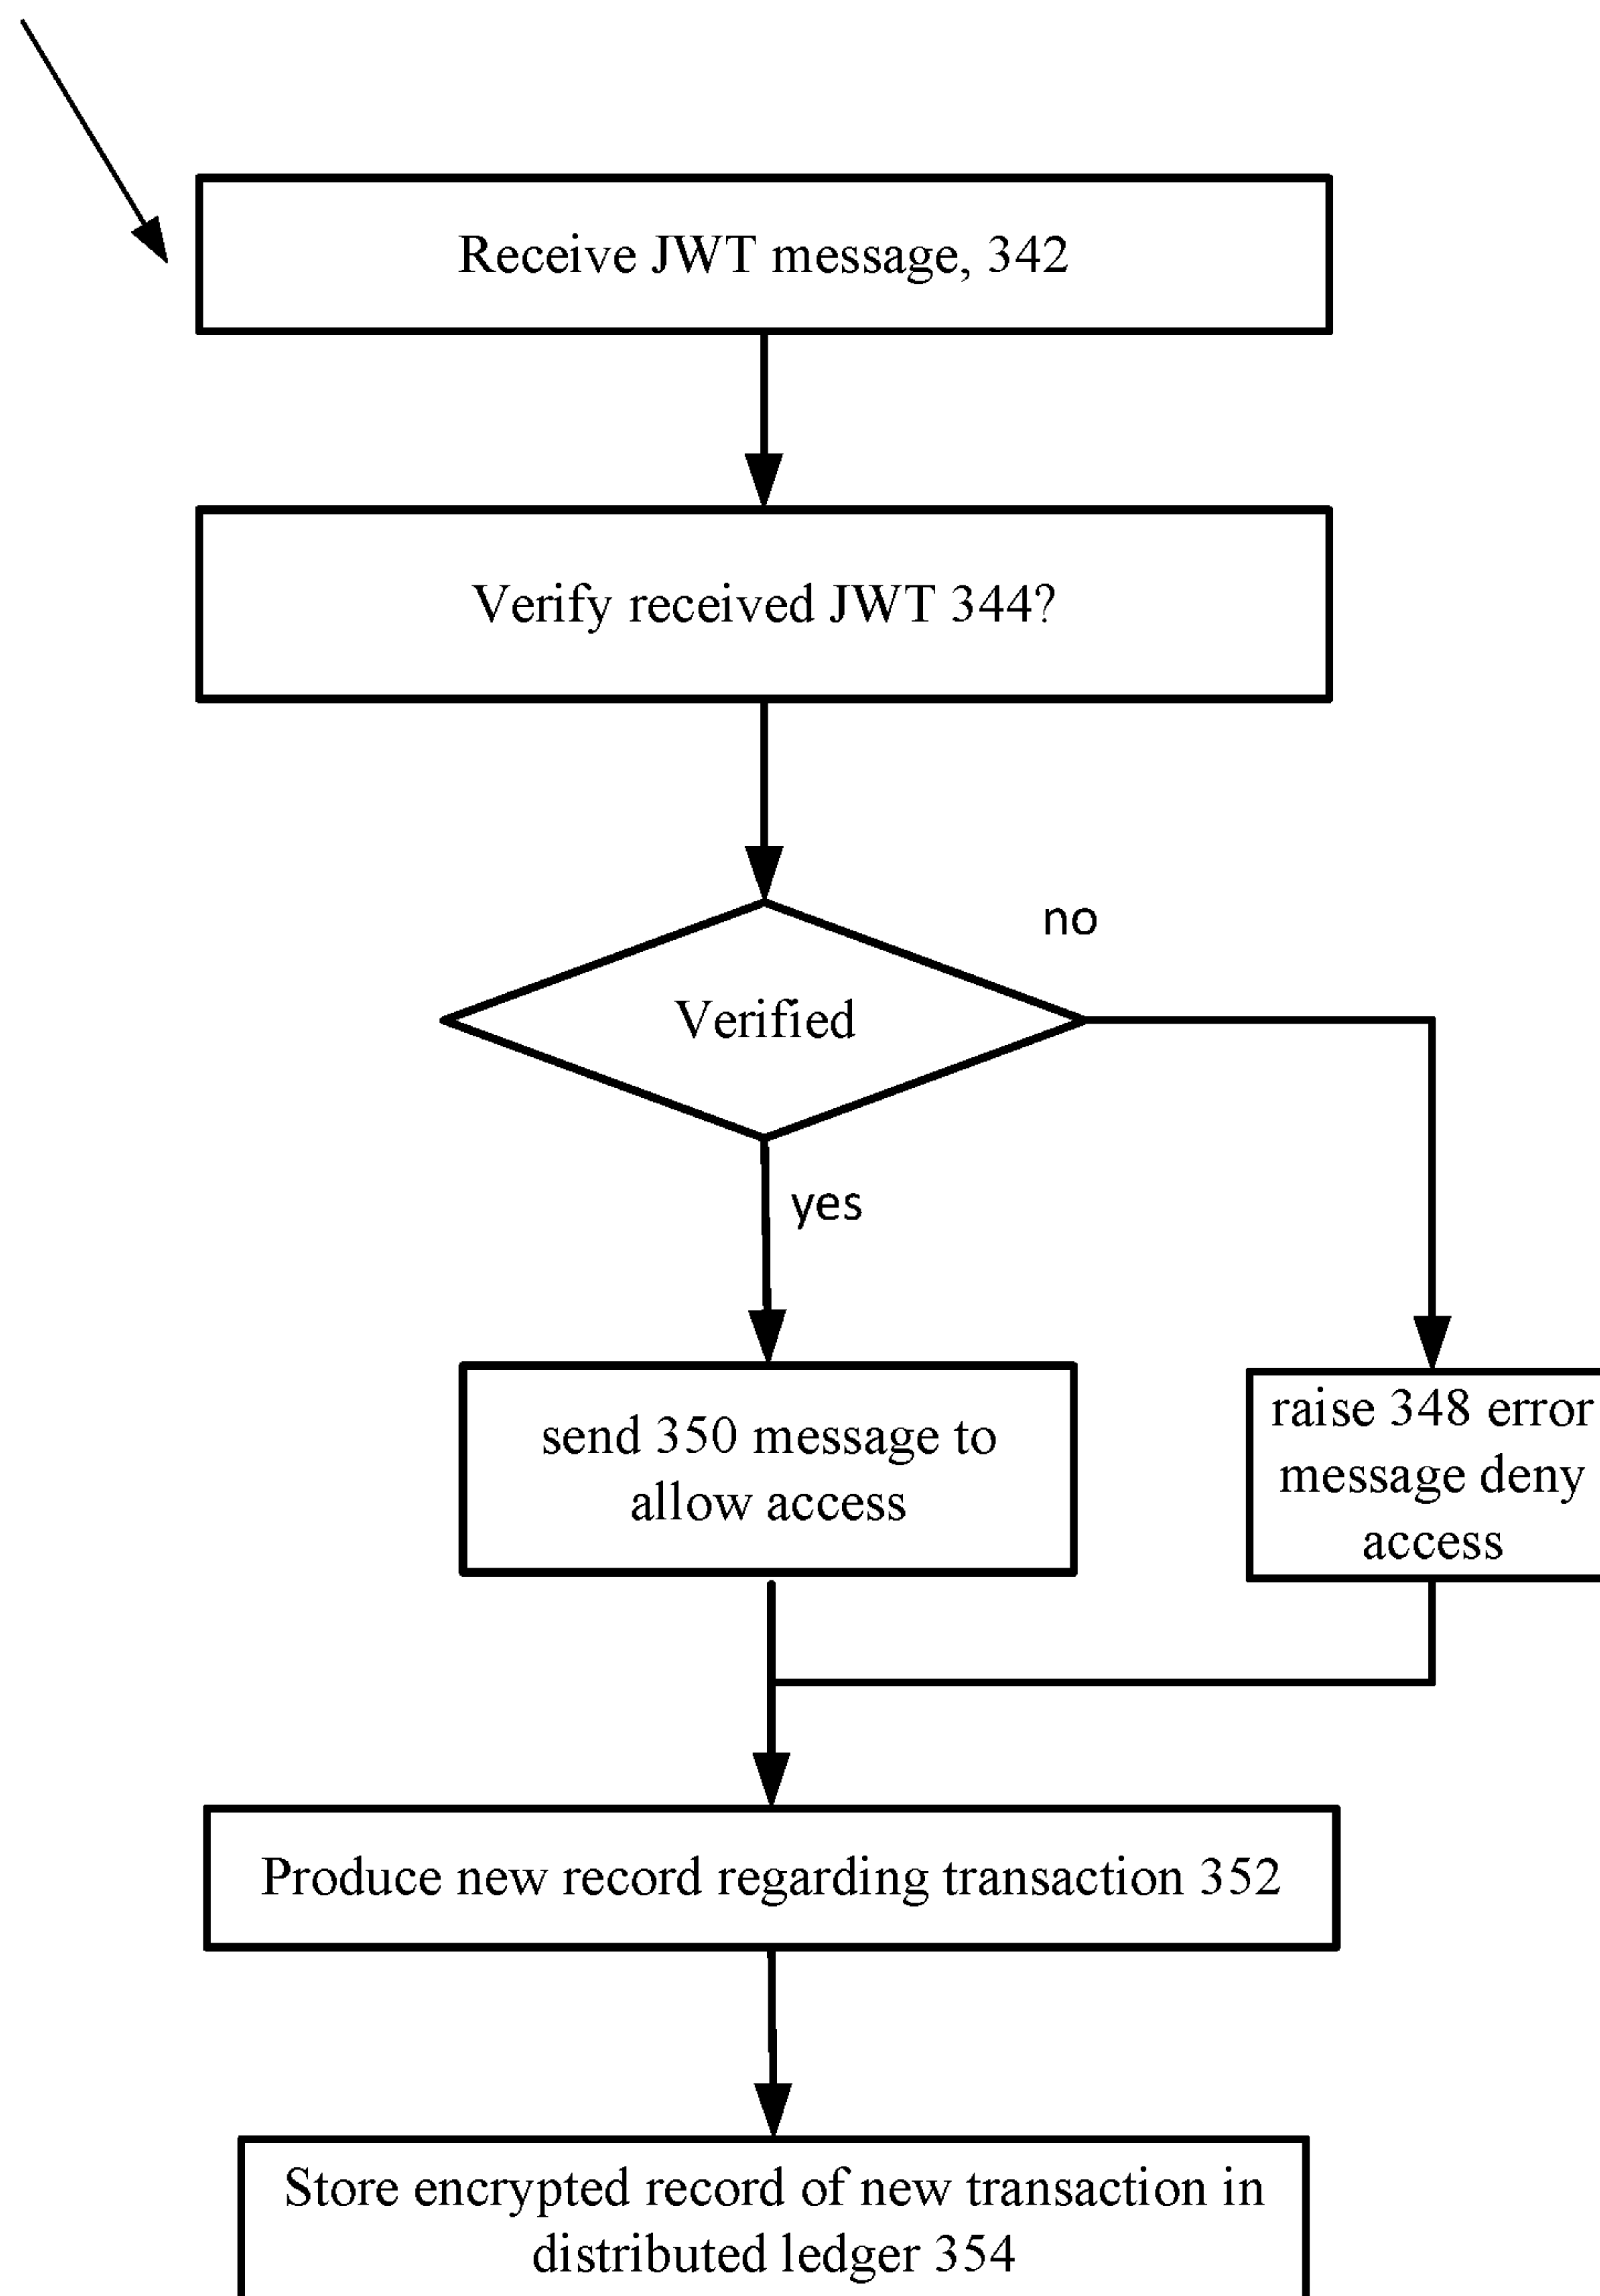 Receive JWT message, 342
Verify received JWT 344?
no
Verified
yes
send 350 message to
allow access
raise 348 error
message deny
access
Produce new record regarding transaction 352
Store encrypted record of new transaction in
distributed ledger 354